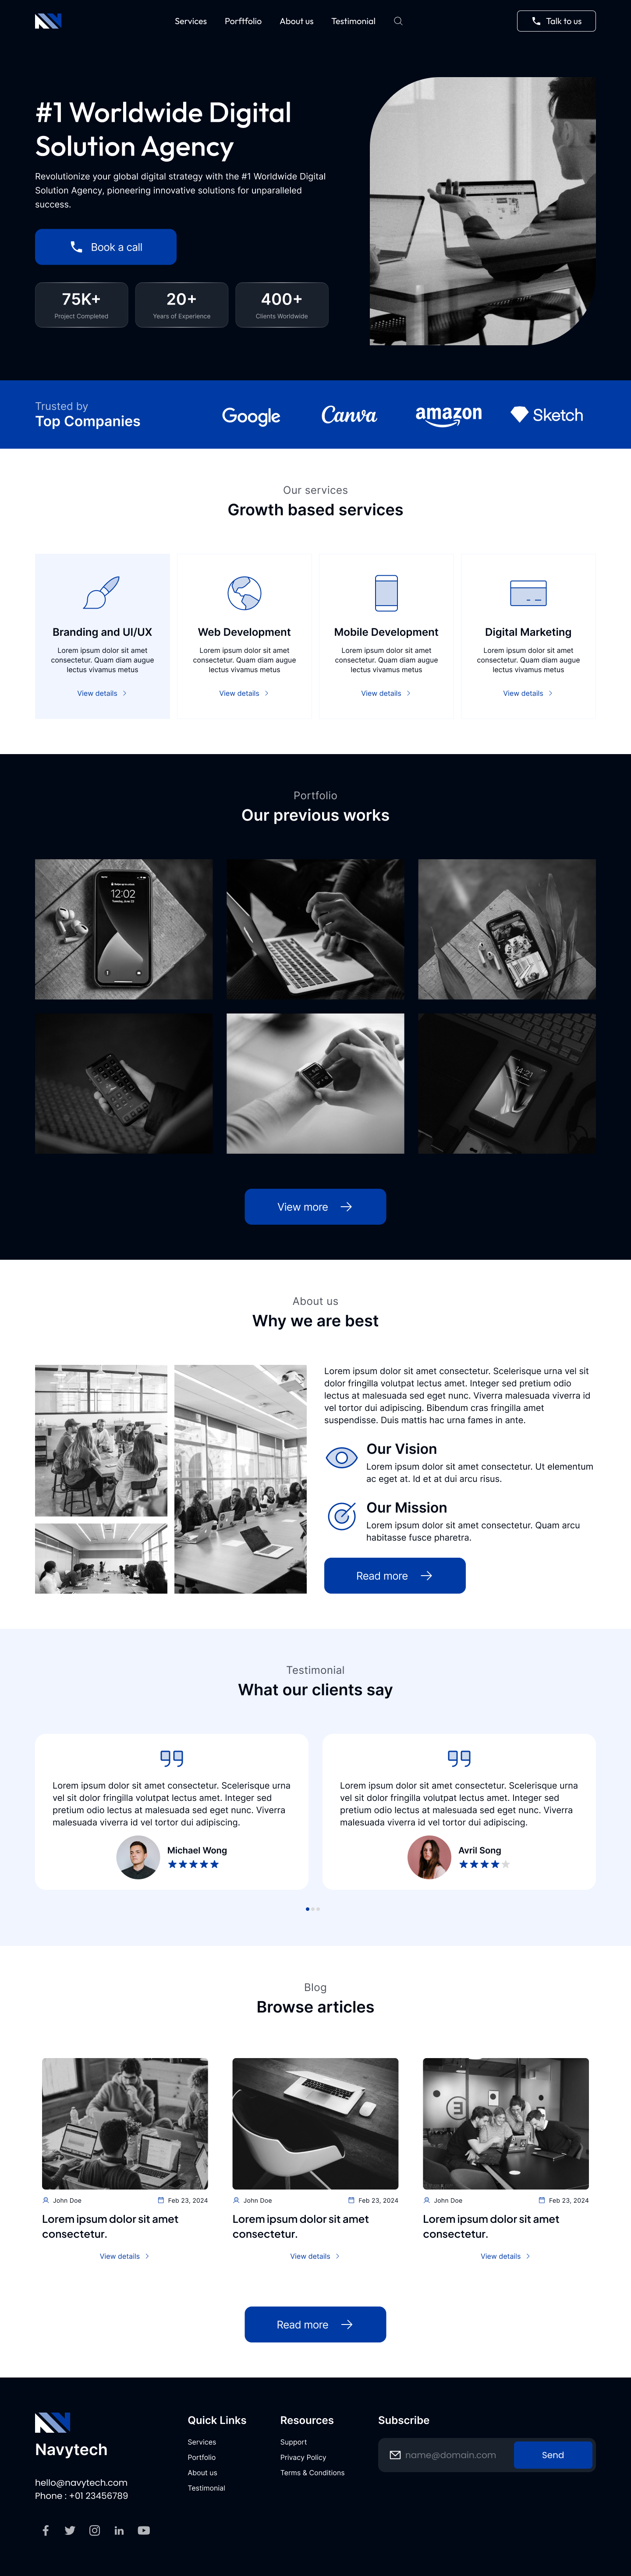 Services Porftfolio About us Testimonial
Talk to us
#1 Worldwide Digital
Solution Agency
Revolutionize your global digital strategy with the #1 Worldwide Digital
Solution Agency, pioneering innovative solutions for unparalleled
success.
Book a call
75K+ 20+ 400+
Project Completed Years of Experience Clients Worldwide
Trusted by
Top Companies
Google Canva amazon Sketch
Our services
Growth based services
Branding and UI/UX
Lorem ipsum dolor sit amet
consectetur. Quam diam augue
lectus vivamus metus
View details
Web Development
Lorem ipsum dolor sit amet
consectetur. Quam diam augue
lectus vivamus metus
View details
Mobile Development
Lorem ipsum dolor sit amet
consectetur. Quam diam augue
lectus vivamus metus
View details
Digital Marketing
Lorem ipsum dolor sit amet
consectetur. Quam diam augue
lectus vivamus metus
View details
Portfolio
Our previous works
12:02
14:21
View more
About us
Why we are best
Lorem ipsum dolor sit amet consectetur. Scelerisque urna vel sit
dolor fringilla volutpat lectus amet. Integer sed pretium odio
lectus at malesuada sed eget nunc. Viverra malesuada viverra id
vel tortor dui adipiscing. Bibendum cras fringilla amet
suspendisse. Duis mattis hac urna fames in ante.
Our Vision
Lorem ipsum dolor sit amet consectetur. Ut elementum
ac eget at. Id et at dui arcu risus.
Our Mission
Lorem ipsum dolor sit amet consectetur. Quam arcu
habitasse fusce pharetra.
Read more
Testimonial
What our clients say
Lorem ipsum dolor sit amet consectetur. Scelerisque urna
vel sit dolor fringilla volutpat lectus amet. Integer sed
pretium odio lectus at malesuada sed eget nunc. Viverra
malesuada viverra id vel tortor dui adipiscing.
Michael Wong
Lorem ipsum dolor sit amet consectetur. Scelerisque urna
vel sit dolor fringilla volutpat lectus amet. Integer sed
pretium odio lectus at malesuada sed eget nunc. Viverra
malesuada viverra id vel tortor dui adipiscing.
Avril Song
Blog
Browse articles
John Doe Feb 23, 2024
Lorem ipsum dolor sit amet
consectetur.
View details
John Doe Feb 23, 2024
Lorem ipsum dolor sit amet
consectetur.
View details
John Doe Feb 23, 2024
Lorem ipsum dolor sit amet
consectetur.
View details
Read more
Navytech
hello@navytech.com
Phone : +01 23456789
Quick Links
Services
Portfolio
About us
Testimonial
Resources
Support
Privacy Policy
Terms & Conditions
Subscribe
name@domain.com
Send